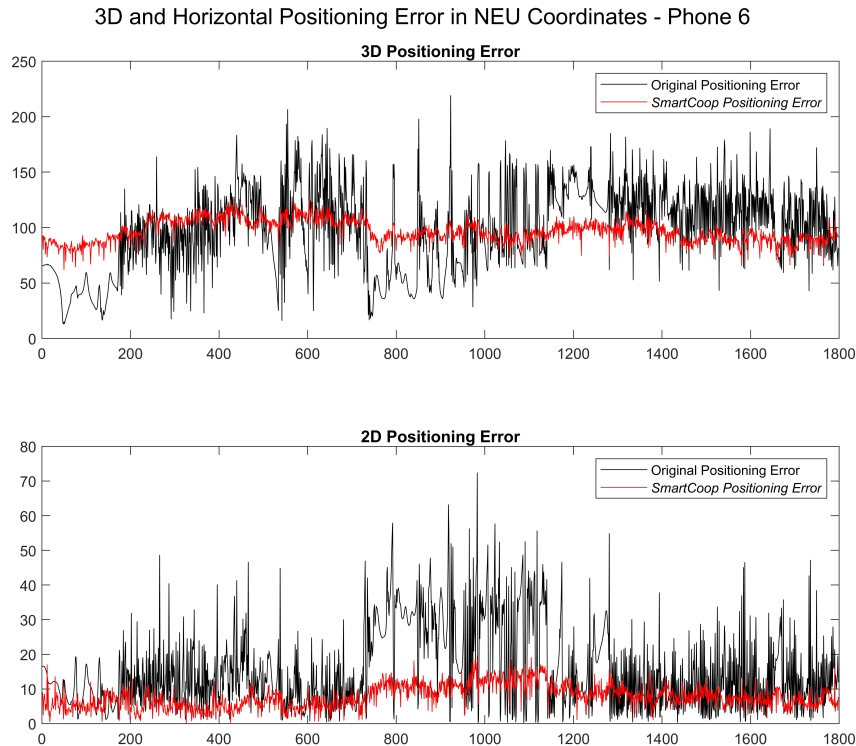 3D and Horizontal Positioning Error in NEU Coordinates - Phone 6
3D Positioning Error
250
200
150
100
50
0
Original Positioning Error
SmartCoop Positioning Error
0 200 400 600 800 1000 1200 1400 1600 1800
2D Positioning Error
80
70
60
50
40
30
20
10
0
Original Positioning Error
SmartCoop Positioning Error
0 200 400 600 800 1000 1200 1400 1600 1800